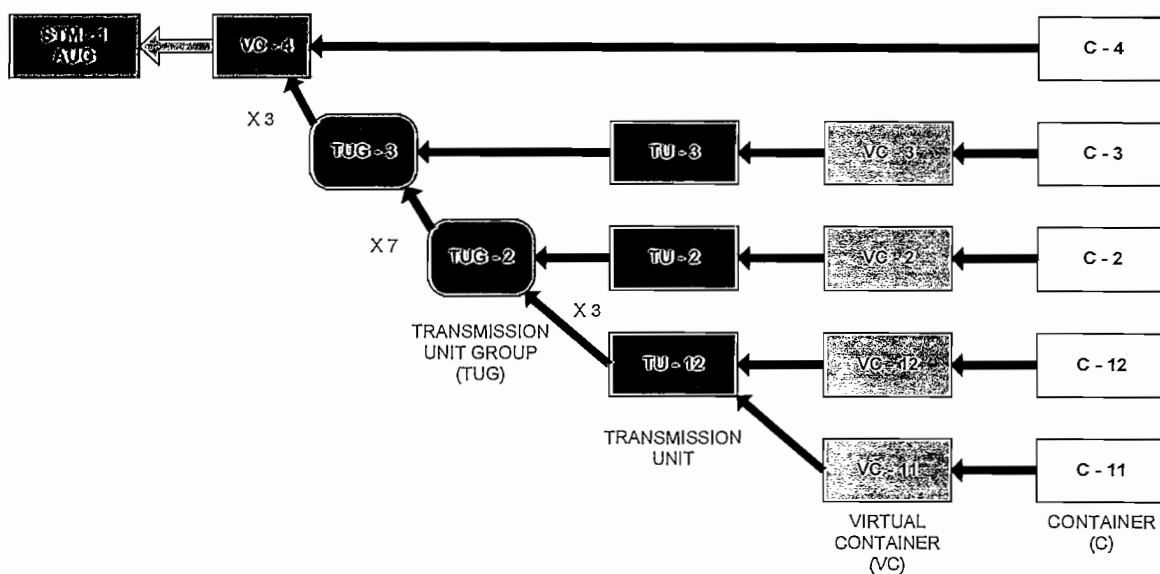 STM - 1
AUG
VC - 4
C - 4
X 3
TUG - 3
TU - 3
VC - 3
C - 3
X 7
TUG - 2
TU - 2
VC - 2
C - 2
X 3
TRANSMISSION
UNIT GROUP
(TUG)
TU - 12
VC - 12
C - 12
TRANSMISSION
UNIT
VC - 11
C - 11
VIRTUAL
CONTAINER
(VC)
CONTAINER
(C)